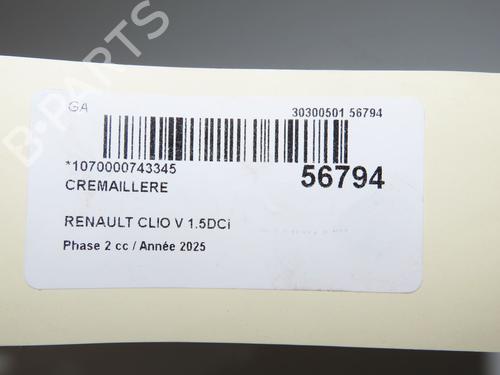 GA 30300501 56794
*1070000743345 56794
CREMAILLERE
RENAULT CLIO V 1.5DCi
Phase 2 cc / Année 2025
B-PARTS